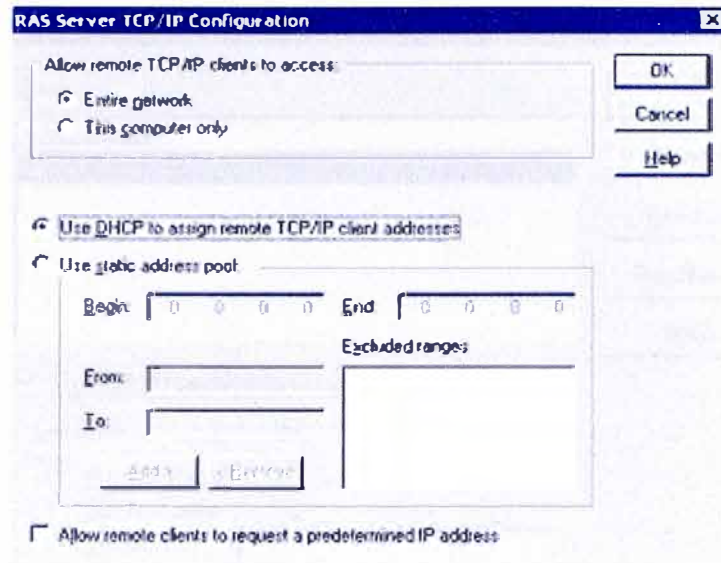 RAS Server TCP/IP Configuration
Allow remote TCP/IP clients to access:
Entire network
This computer only
OK
Cancel
Help
Use DHCP to assign remote TCP/IP client addresses
Use static address pool:
Begin: 0 0 0 0 End: 0 0 0 0
Excluded ranges
From:
To:
Add Remove
Allow remote clients to request a predetermined IP address